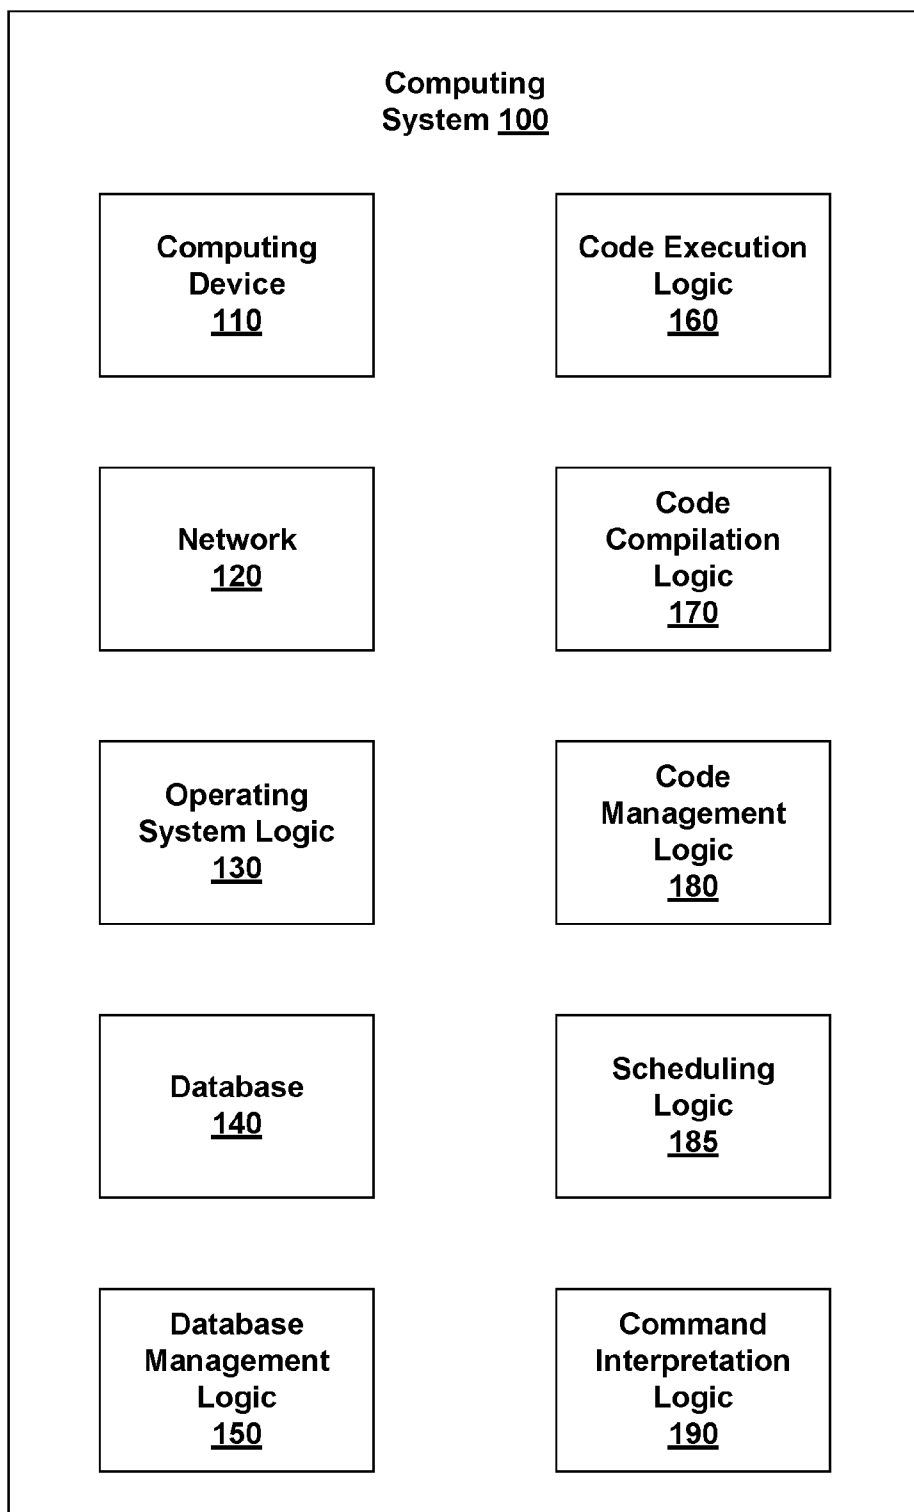 Computing
System 100
Computing
Device
110
Code Execution
Logic
160
Network
120
Code
Compilation
Logic
170
Operating
System Logic
130
Code
Management
Logic
180
Database
140
Scheduling
Logic
185
Database
Management
Logic
150
Command
Interpretation
Logic
190